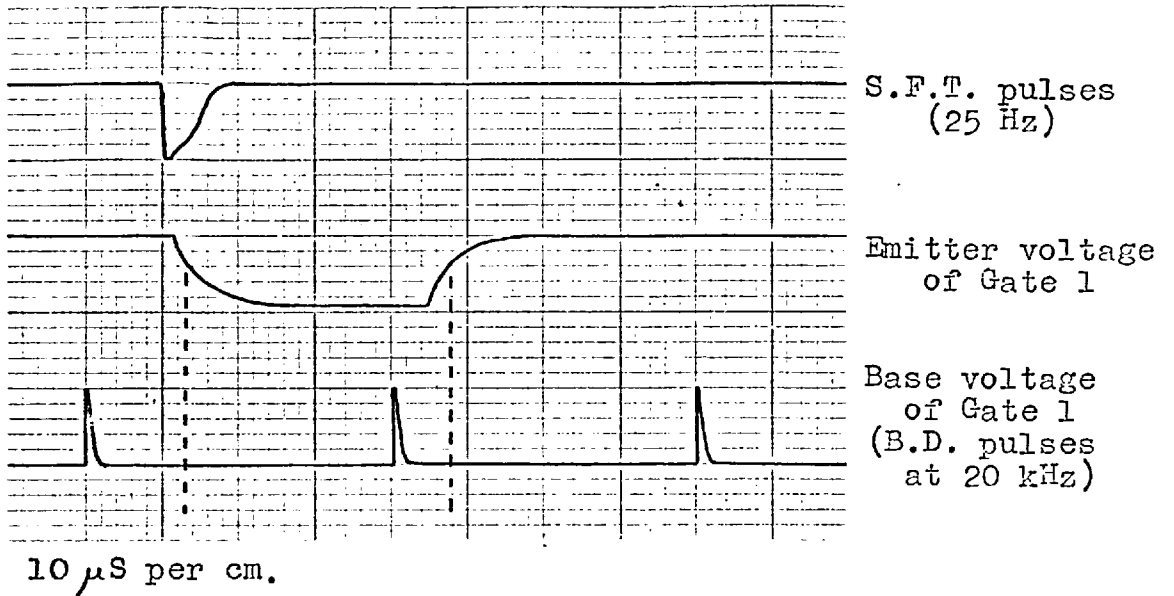 S.F.T. pulses
(25 Hz)
Emitter voltage
of Gate 1
Base voltage
of Gate 1
(B.D. pulses
at 20 kHz)
10 µS per cm.